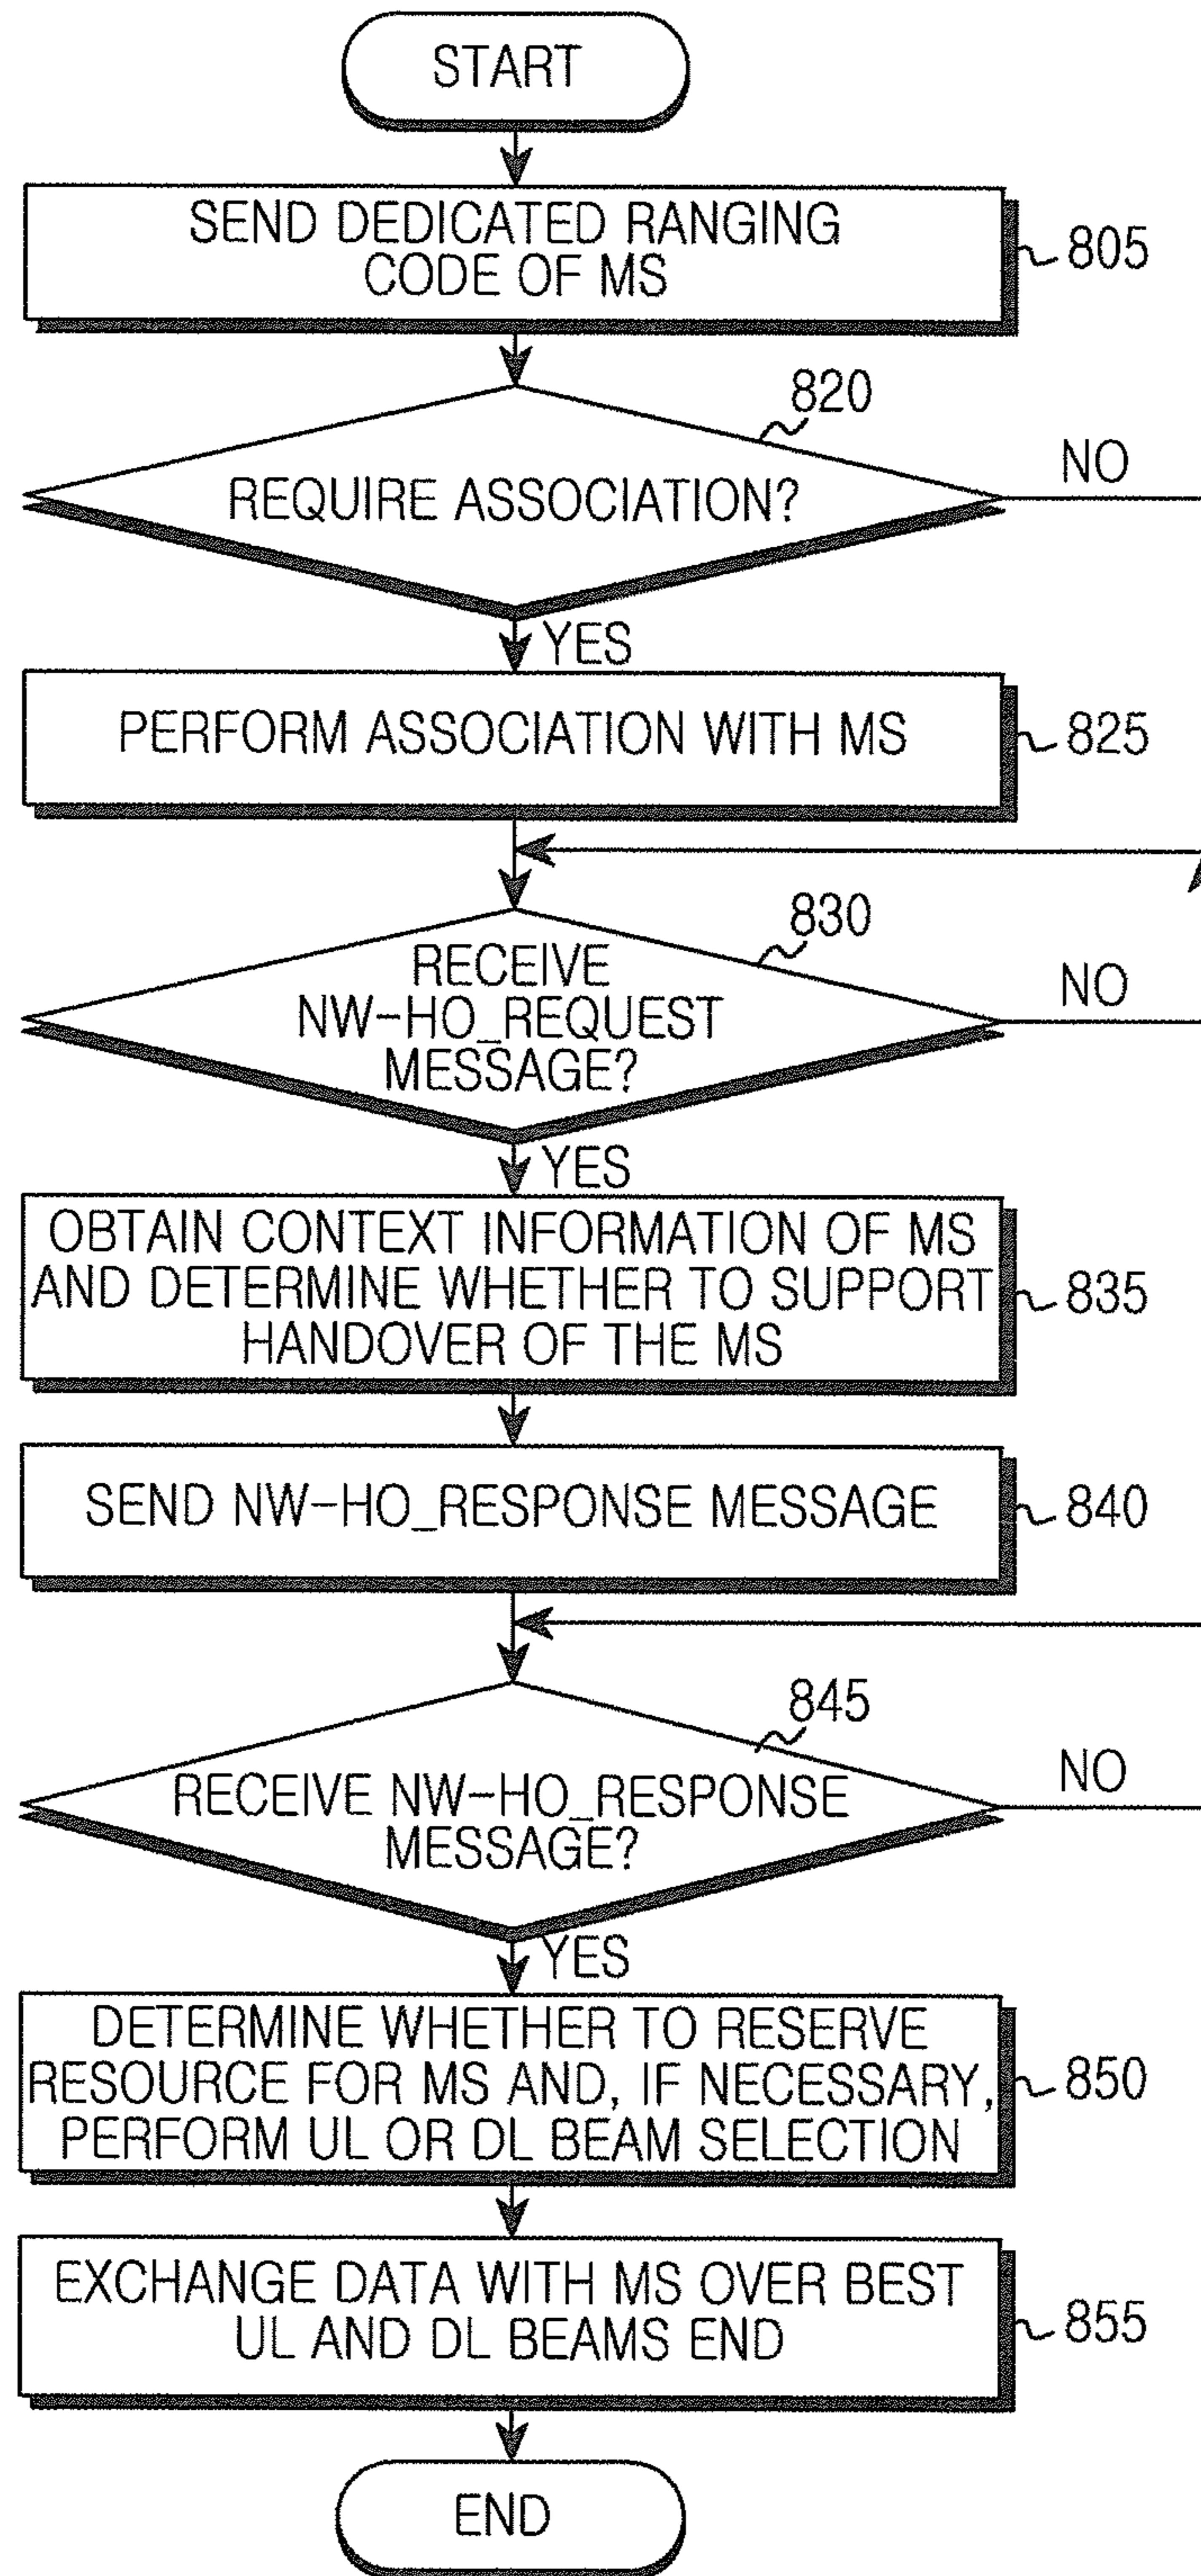 START
SEND DEDICATED RANGING
CODE OF MS
805
820
REQUIRE ASSOCIATION?
NO
YES
PERFORM ASSOCIATION WITH MS
825
830
RECEIVE
NW-HO_REQUEST
MESSAGE?
NO
YES
OBTAIN CONTEXT INFORMATION OF MS
AND DETERMINE WHETHER TO SUPPORT
HANDOVER OF THE MS
835
SEND NW-HO_RESPONSE MESSAGE
840
845
RECEIVE NW-HO_RESPONSE
MESSAGE?
NO
YES
DETERMINE WHETHER TO RESERVE
RESOURCE FOR MS AND, IF NECESSARY,
PERFORM UL OR DL BEAM SELECTION
850
EXCHANGE DATA WITH MS OVER BEST
UL AND DL BEAMS END
855
END